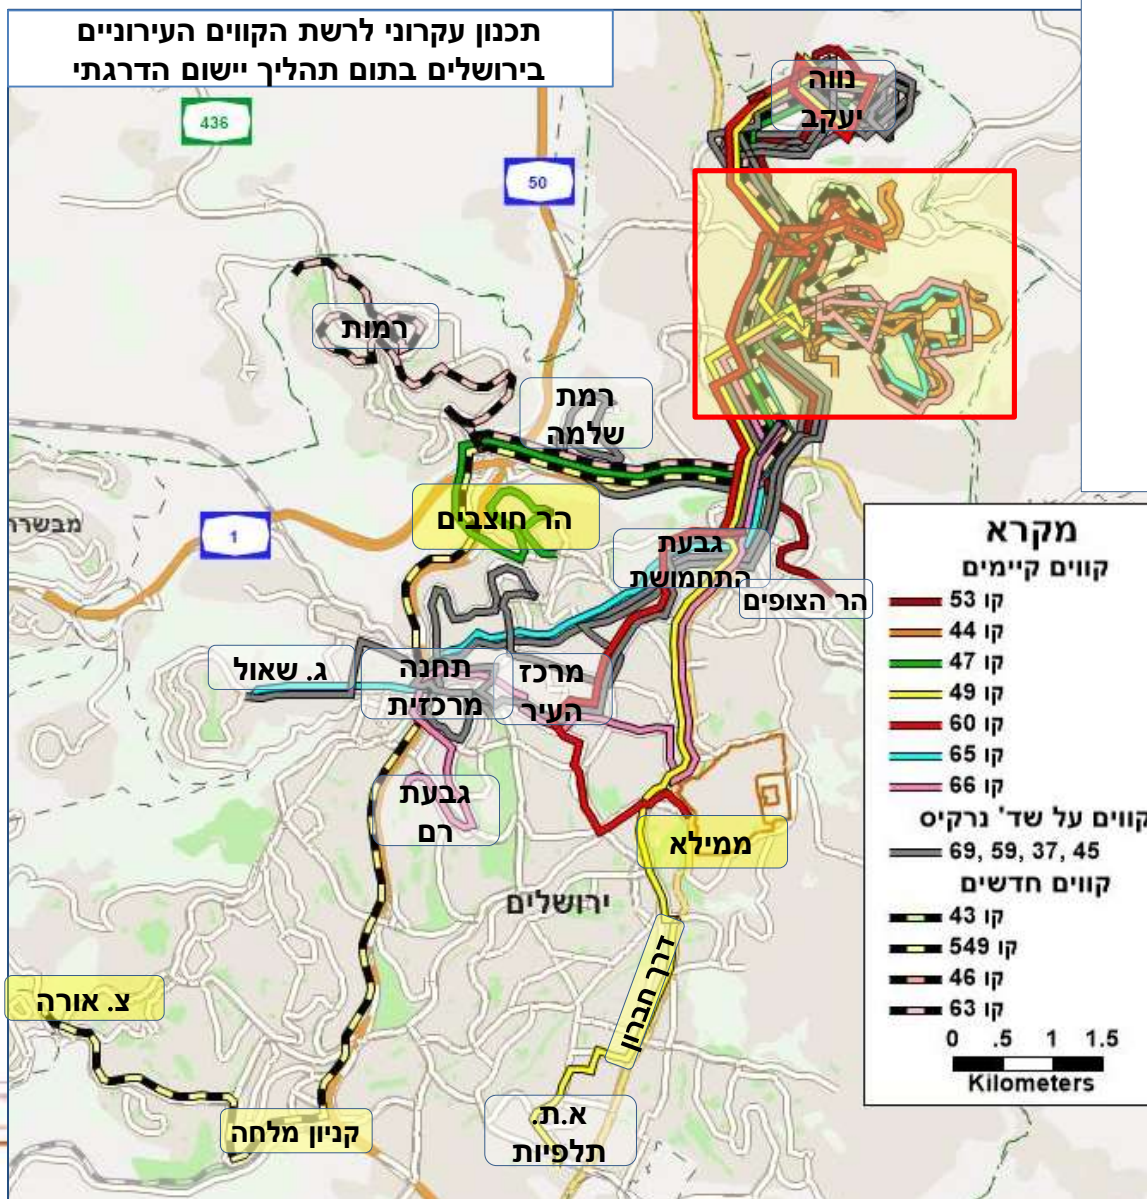 תכנון עקרוני לרשת הקווים העירוניים
בירושלים בתום תהליך יישום הדרגתי
נווה
יעקב
436
50
רמות
רמת
שלמה
הר חוצבים
מבשרת
1
גבעת
התחמושת
הר הצופים
ג. שאול
תחנה
מרכזית
מרכז
העיר
גבעת
רם
ממילא
ירושלים
דרך חברון
צ. אורה
קניון מלחה
א.ת.
תלפיות
מקרא
קווים קיימים
קו 53
קו 44
קו 47
קו 49
קו 60
קו 65
קו 66
קווים על שד' נרקיס
69, 59, 37, 45
קווים חדשים
קו 43
קו 549
קו 46
קו 63
0 .5 1 1.5
Kilometers